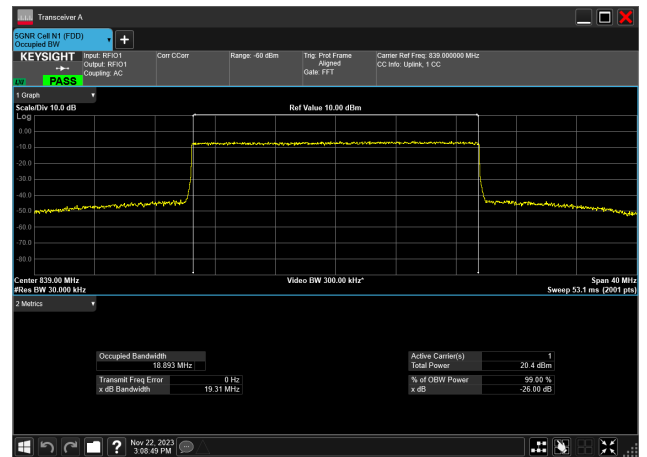 Transceiver A
5GNR Cell N1 (FDD)
Occupied BW
KEYSIGHT
LXI
PASS
Input: RFIO1
Output: RFIO1
Coupling: AC
Corr CCorr
Range: -60 dBm
Trig: Prot Frame
Aligned
Gate: FFT
Carrier Ref Freq: 839.000000 MHz
CC Info: Uplink, 1 CC
1 Graph
Scale/Div 10.0 dB
Ref Value 10.00 dBm
Log
0.00
-10.0
-20.0
-30.0
-40.0
-50.0
-60.0
-70.0
-80.0
Center 839.00 MHz
Video BW 300.00 kHz*
Span 40 MHz
#Res BW 30.000 kHz
Sweep 53.1 ms (2001 pts)
2 Metrics
Occupied Bandwidth
18.893 MHz
Active Carrier(s) 1
Total Power 20.4 dBm
Transmit Freq Error 0 Hz
x dB Bandwidth 19.31 MHz
% of OBW Power 99.00 %
x dB -26.00 dB
?
Nov 22, 2023
3:08:49 PM